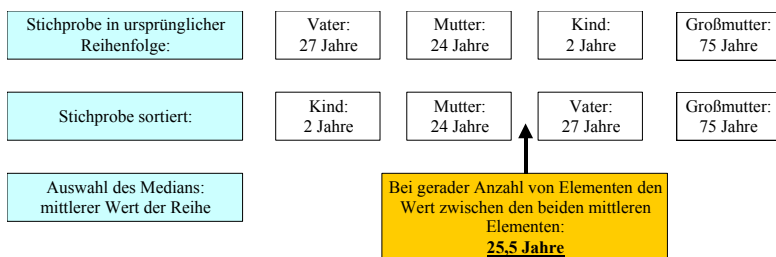 Stichprobe in ursprünglicher
Reihenfolge:
Vater:
27 Jahre
Mutter:
24 Jahre
Kind:
2 Jahre
Großmutter:
75 Jahre
Stichprobe sortiert:
Kind:
2 Jahre
Mutter:
24 Jahre
Vater:
27 Jahre
Großmutter:
75 Jahre
Auswahl des Medians:
mittlerer Wert der Reihe
Bei gerader Anzahl von Elementen den
Wert zwischen den beiden mittleren
Elementen:
25,5 Jahre